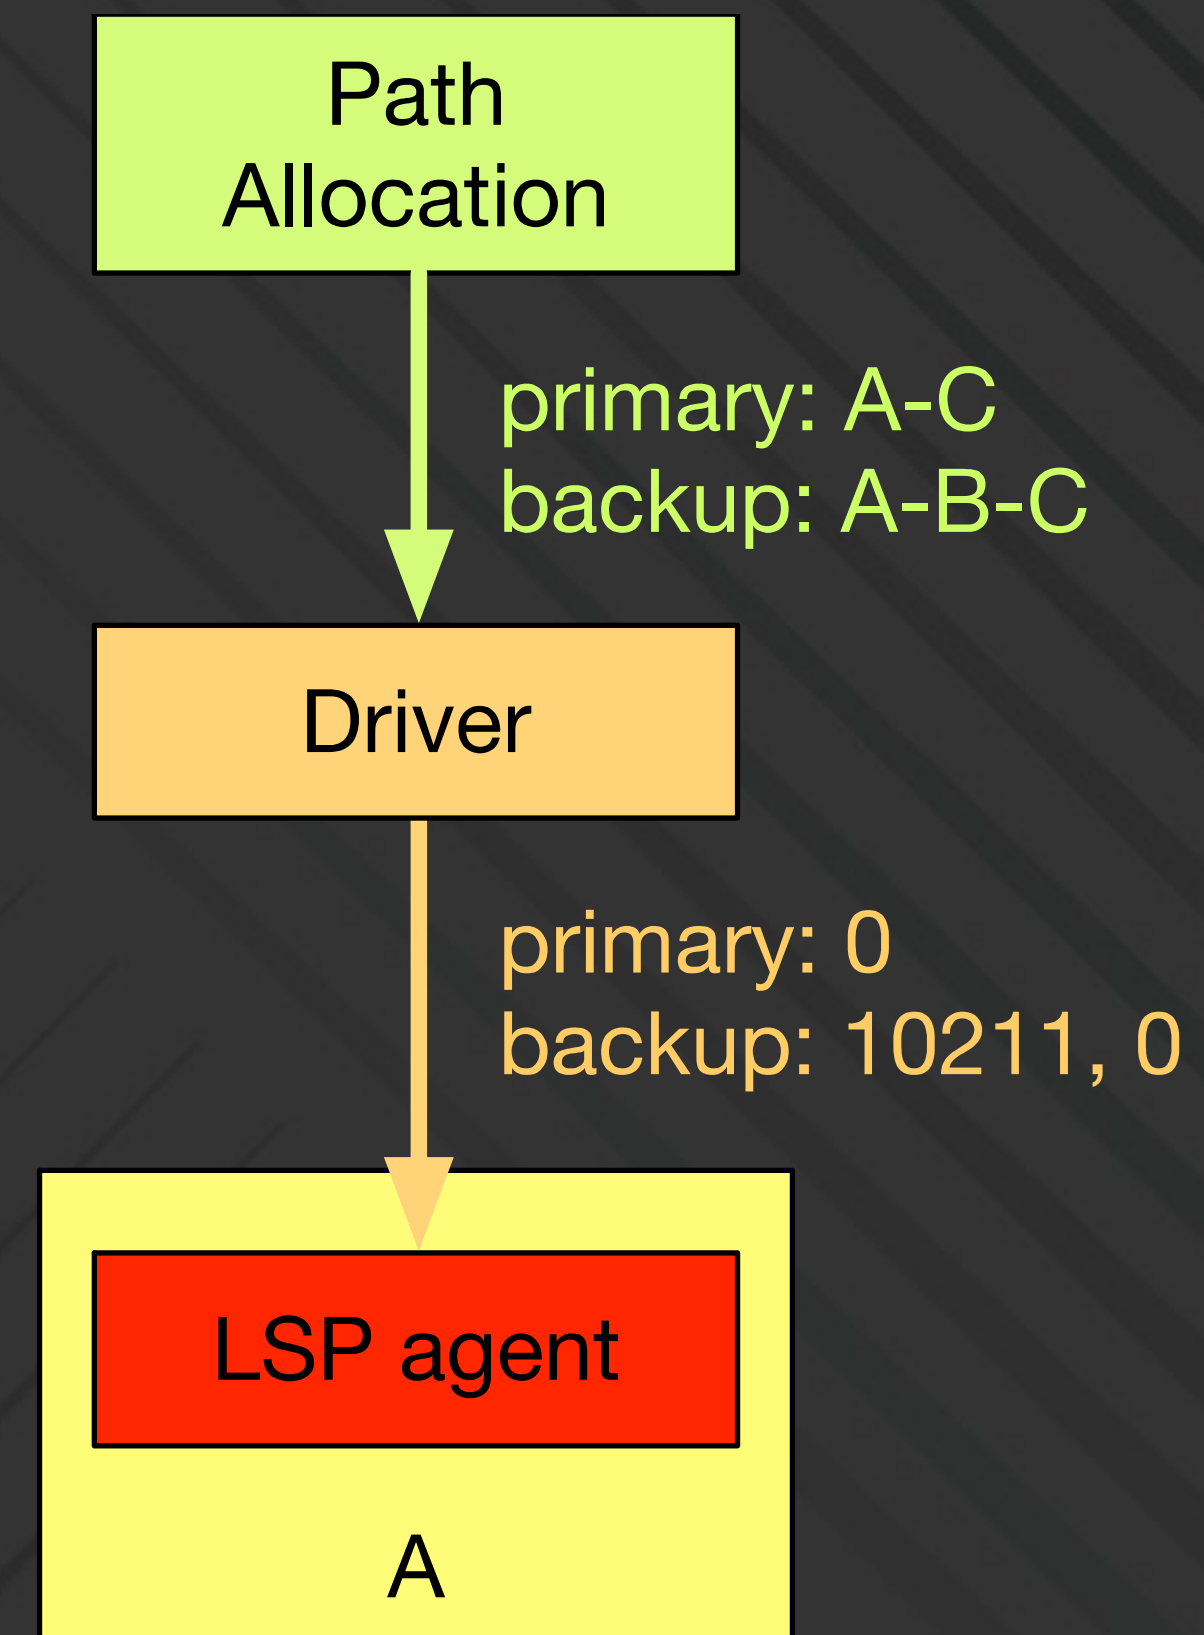 Path
Allocation
primary: A-C
backup: A-B-C
Driver
primary: 0
backup: 10211, 0
LSP agent
A